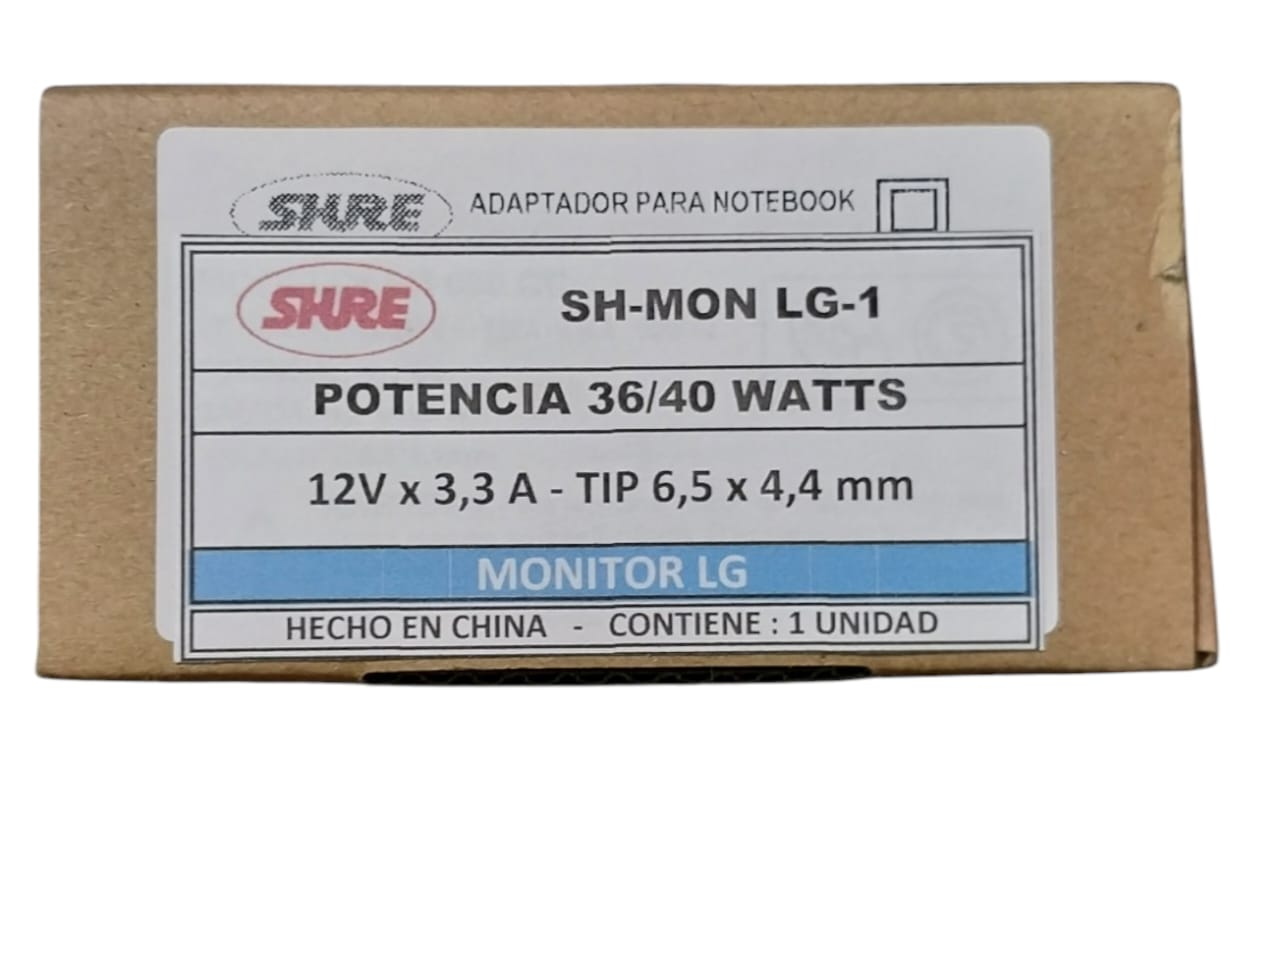 SHRE ADAPTADOR PARA NOTEBOOK
SHRE SH-MON LG-1
POTENCIA 36/40 WATTS
12V x 3,3 A - TIP 6,5 x 4,4 mm
MONITOR LG
HECHO EN CHINA - CONTIENE : 1 UNIDAD